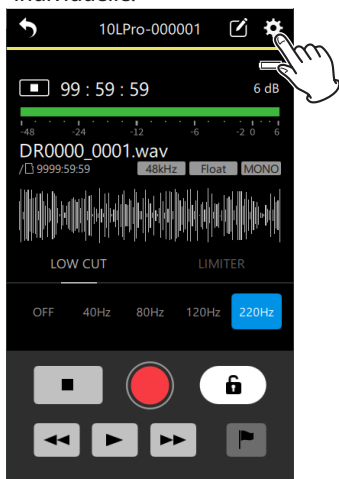 10LPro-000001
99 : 59 : 59 6 dB
-48 -24 -12 -6 -2 0 6
DR0000_0001.wav
/ 9999:59:59 48kHz Float MONO
LOW CUT LIMITER
OFF 40Hz 80Hz 120Hz 220Hz